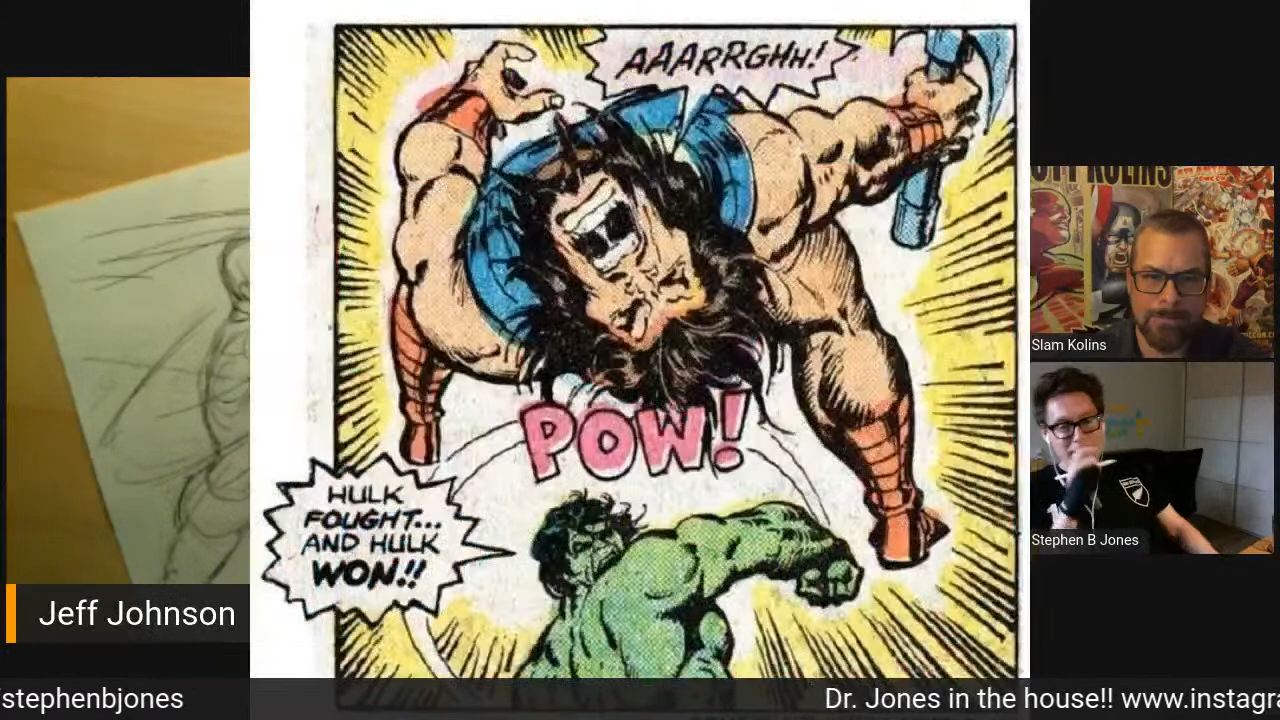 AAARRGHH!
POW!
HULK
FOUGHT...
AND HULK
WON!!
Slam Kolins
Stephen B Jones
Jeff Johnson
stephenbjones
Dr. Jones in the house!! www.instagra